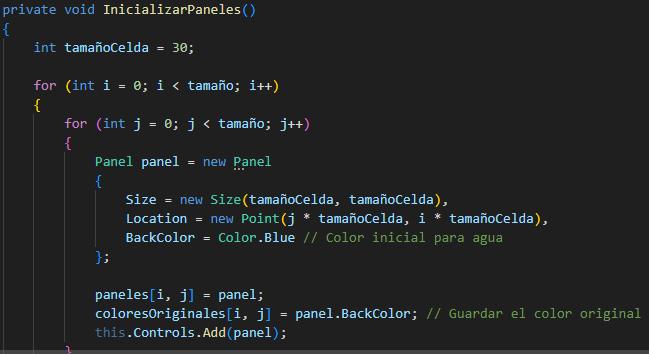 private void InicializarPaneles()
{
    int tamañoCelda = 30;

    for (int i = 0; i < tamaño; i++)
    {
        for (int j = 0; j < tamaño; j++)
        {
            Panel panel = new Panel
            {
                Size = new Size(tamañoCelda, tamañoCelda),
                Location = new Point(j * tamañoCelda, i * tamañoCelda),
                BackColor = Color.Blue // Color inicial para agua
            };

            paneles[i, j] = panel;
            coloresOriginales[i, j] = panel.BackColor; // Guardar el color original
            this.Controls.Add(panel);
        }